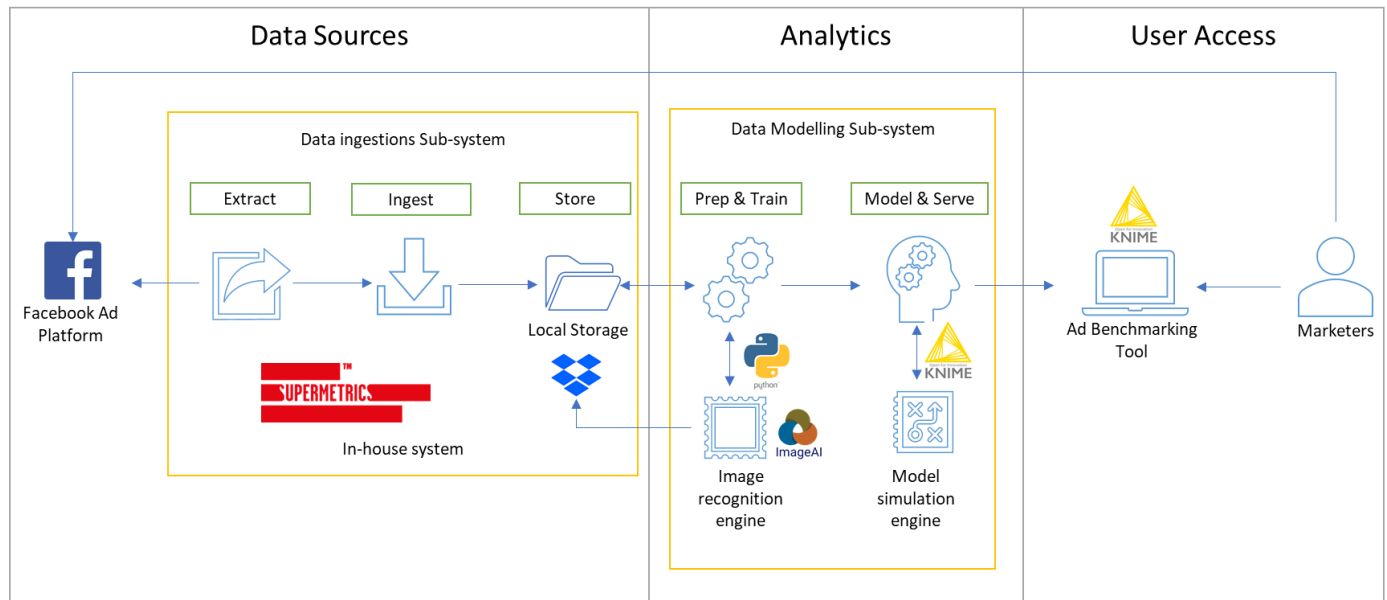 Data Sources
Analytics
User Access
Data ingestions Sub-system
Data Modelling Sub-system
Extract
Ingest
Store
Prep & Train
Model & Serve
KNIME
Facebook Ad
Platform
Local Storage
Ad Benchmarking
Tool
Marketers
SUPERMETRICS™
python
KNIME
ImageAI
In-house system
Image
recognition
engine
Model
simulation
engine